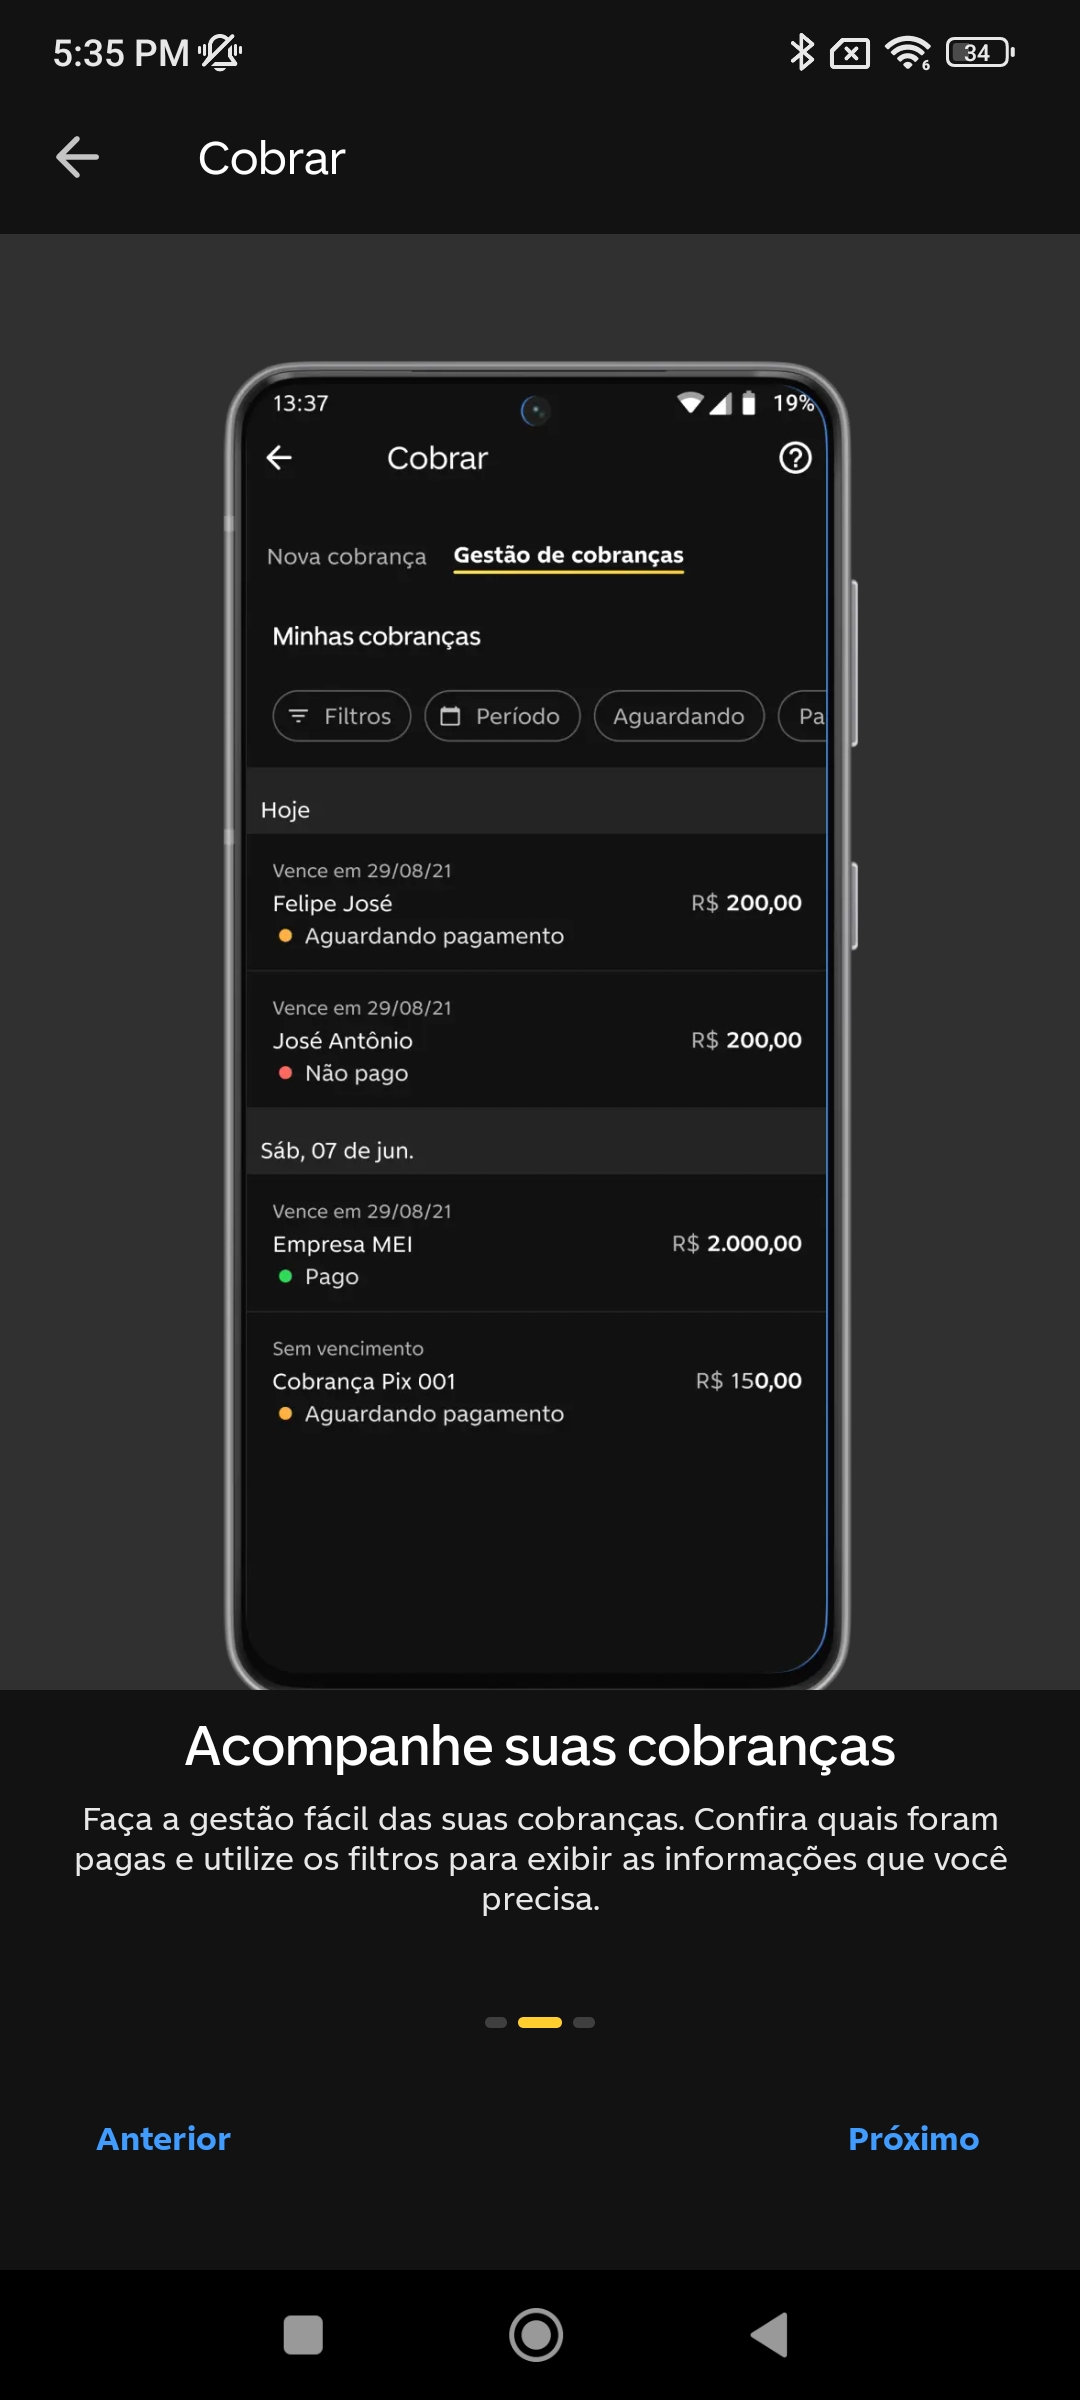 5:35 PM
6
34
Cobrar
13:37
19%
Cobrar
Nova cobrança
Gestão de cobranças
Minhas cobranças
Filtros
Período
Aguardando
Pa
Hoje
Vence em 29/08/21
Felipe José
R$ 200,00
Aguardando pagamento
Vence em 29/08/21
José Antônio
R$ 200,00
Não pago
Sáb, 07 de jun.
Vence em 29/08/21
Empresa MEI
R$ 2.000,00
Pago
Sem vencimento
Cobrança Pix 001
R$ 150,00
Aguardando pagamento
Acompanhe suas cobranças
Faça a gestão fácil das suas cobranças. Confira quais foram
pagas e utilize os filtros para exibir as informações que você
precisa.
Anterior
Próximo